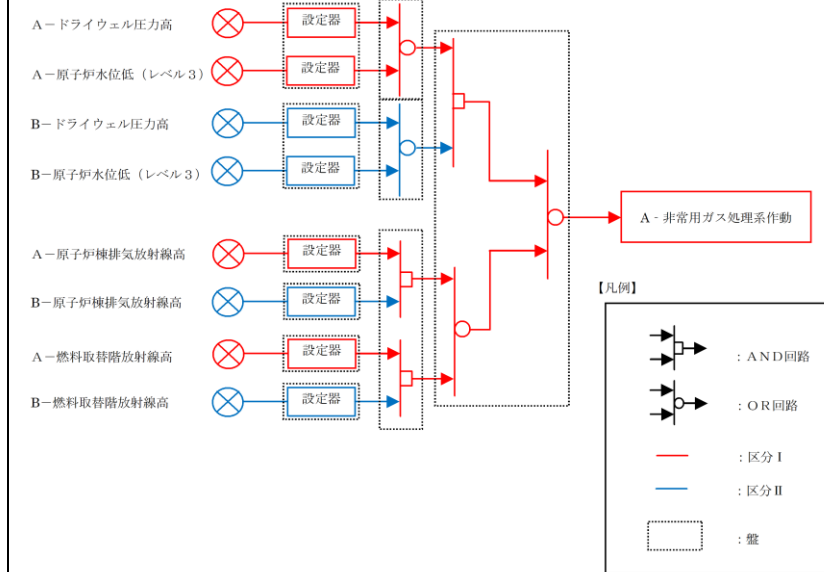 A－ドライウェル圧力高
設定器
A－原子炉水位低（レベル３）
設定器
B－ドライウェル圧力高
設定器
B－原子炉水位低（レベル３）
設定器
A－原子炉棟排気放射線高
設定器
B－原子炉棟排気放射線高
設定器
A－燃料取替階放射線高
設定器
B－燃料取替階放射線高
設定器
A‐非常用ガス処理系作動
【凡例】
：ＡＮＤ回路
：ＯＲ回路
：区分Ⅰ
：区分Ⅱ
：盤